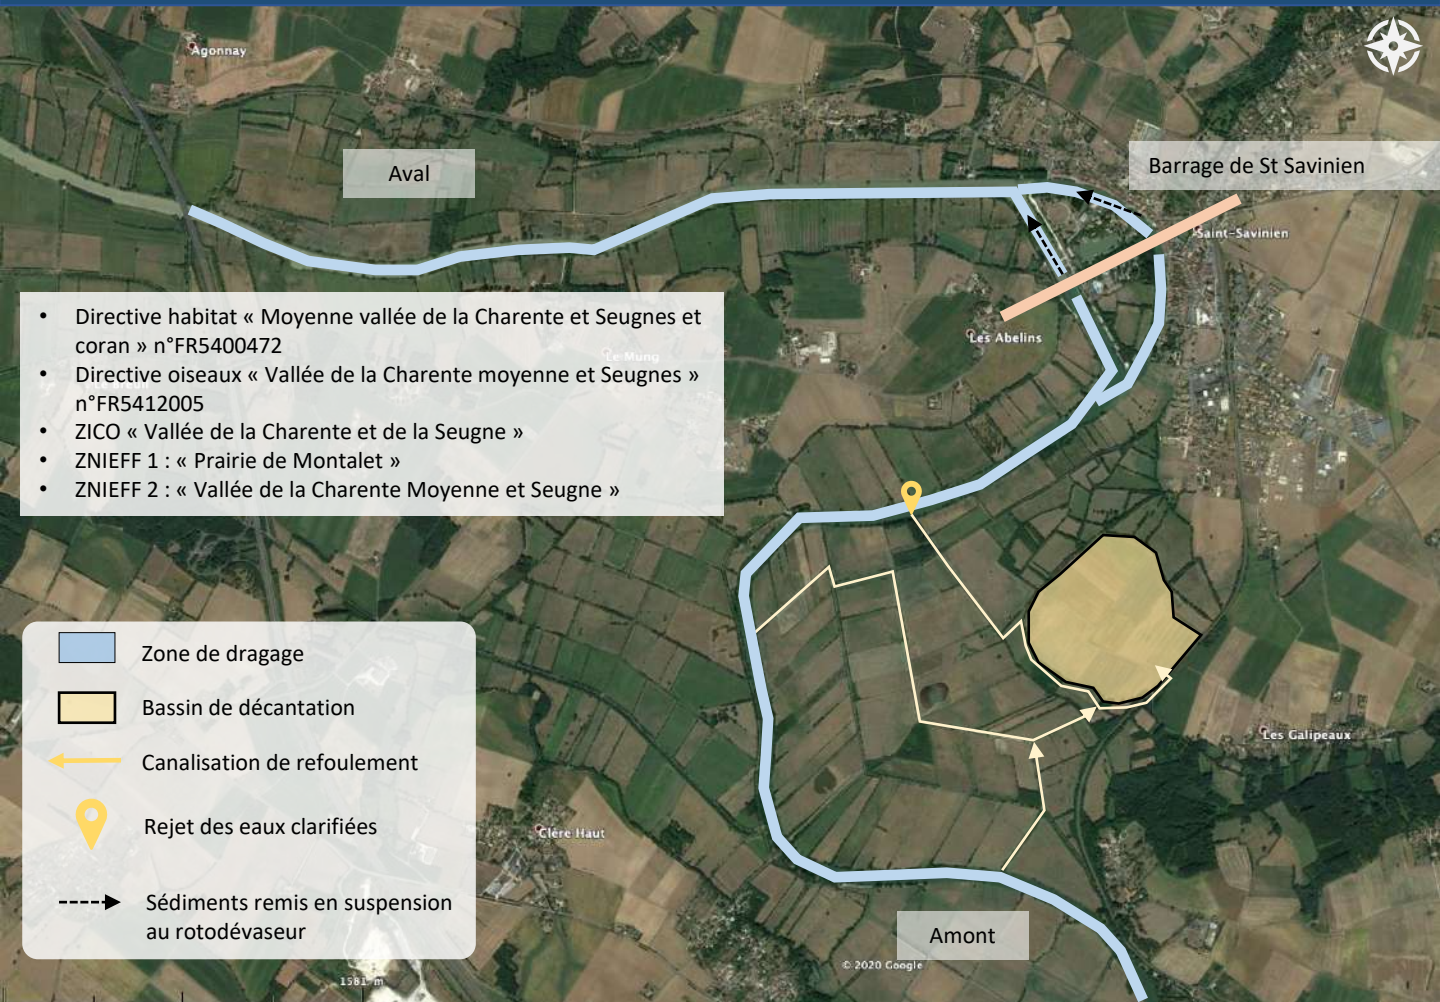 Agonnay
Aval
Barrage de St Savinien
Saint-Savinien
• Directive habitat « Moyenne vallée de la Charente et Seugnes et
coran » n°FR5400472
• Directive oiseaux « Vallée de la Charente moyenne et Seugnes »
n°FR5412005
• ZICO « Vallée de la Charente et de la Seugne »
• ZNIEFF 1 : « Prairie de Montalet »
• ZNIEFF 2 : « Vallée de la Charente Moyenne et Seugne »
Le Mung
Les Abelins
Zone de dragage
Bassin de décantation
Canalisation de refoulement
Rejet des eaux clarifiées
Sédiments remis en suspension
au rotodévaseur
Les Galipeaux
Clére Haut
Amont
© 2020 Google
1581 m